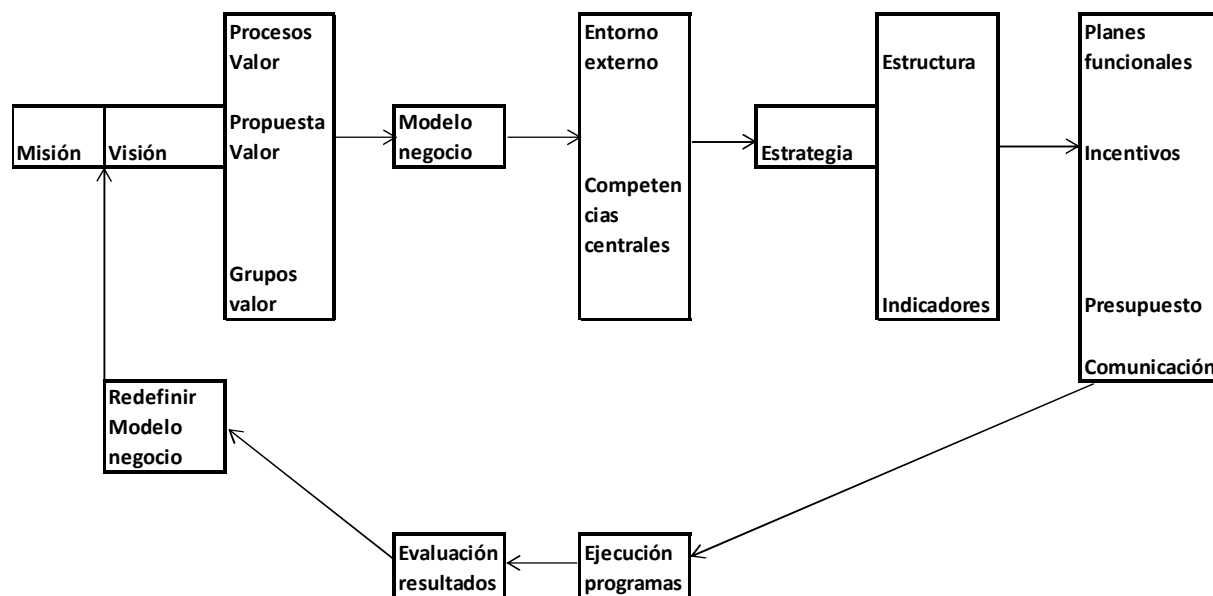 Misión
Visión
Procesos
Valor
Propuesta
Valor
Grupos
valor
Modelo
negocio
Entorno
externo
Competen
cias
centrales
Estrategia
Estructura
Indicadores
Planes
funcionales
Incentivos
Presupuesto
Comunicación
Ejecución
programas
Evaluación
resultados
Redefinir
Modelo
negocio